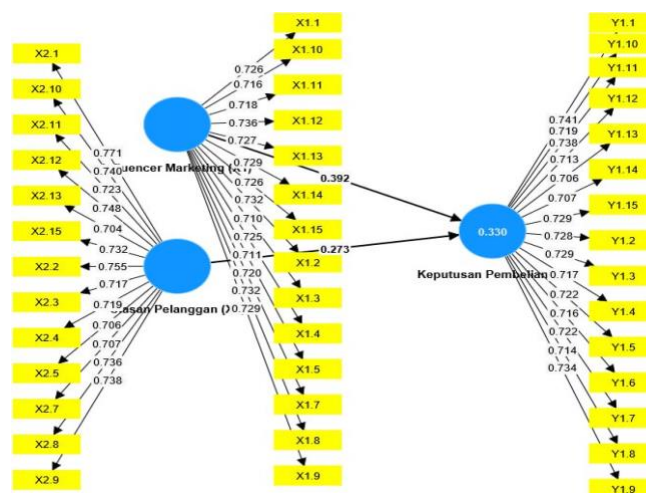 X2.1
X2.10
X2.11
X2.12
X2.13
X2.15
X2.2
X2.3
X2.4
X2.5
X2.7
X2.8
X2.9
0.771
0.740
0.723
0.748
0.704
0.732
0.755
0.717
0.719
0.706
0.707
0.736
0.738
uencer Marketing (X
asan Pelanggan (X
0.726
0.716
0.718
0.736
0.727
0.729
0.726
0.732
0.710
0.725
0.711
0.720
0.732
0.729
X1.1
X1.10
X1.11
X1.12
X1.13
X1.14
X1.15
X1.2
X1.3
X1.4
X1.5
X1.7
X1.8
X1.9
0.392
0.273
0.330
Keputusan Pembelian
0.741
0.719
0.738
0.713
0.706
0.707
0.729
0.728
0.729
0.717
0.722
0.716
0.722
0.714
0.734
Y1.1
Y1.10
Y1.11
Y1.12
Y1.13
Y1.14
Y1.15
Y1.2
Y1.3
Y1.4
Y1.5
Y1.6
Y1.7
Y1.8
Y1.9